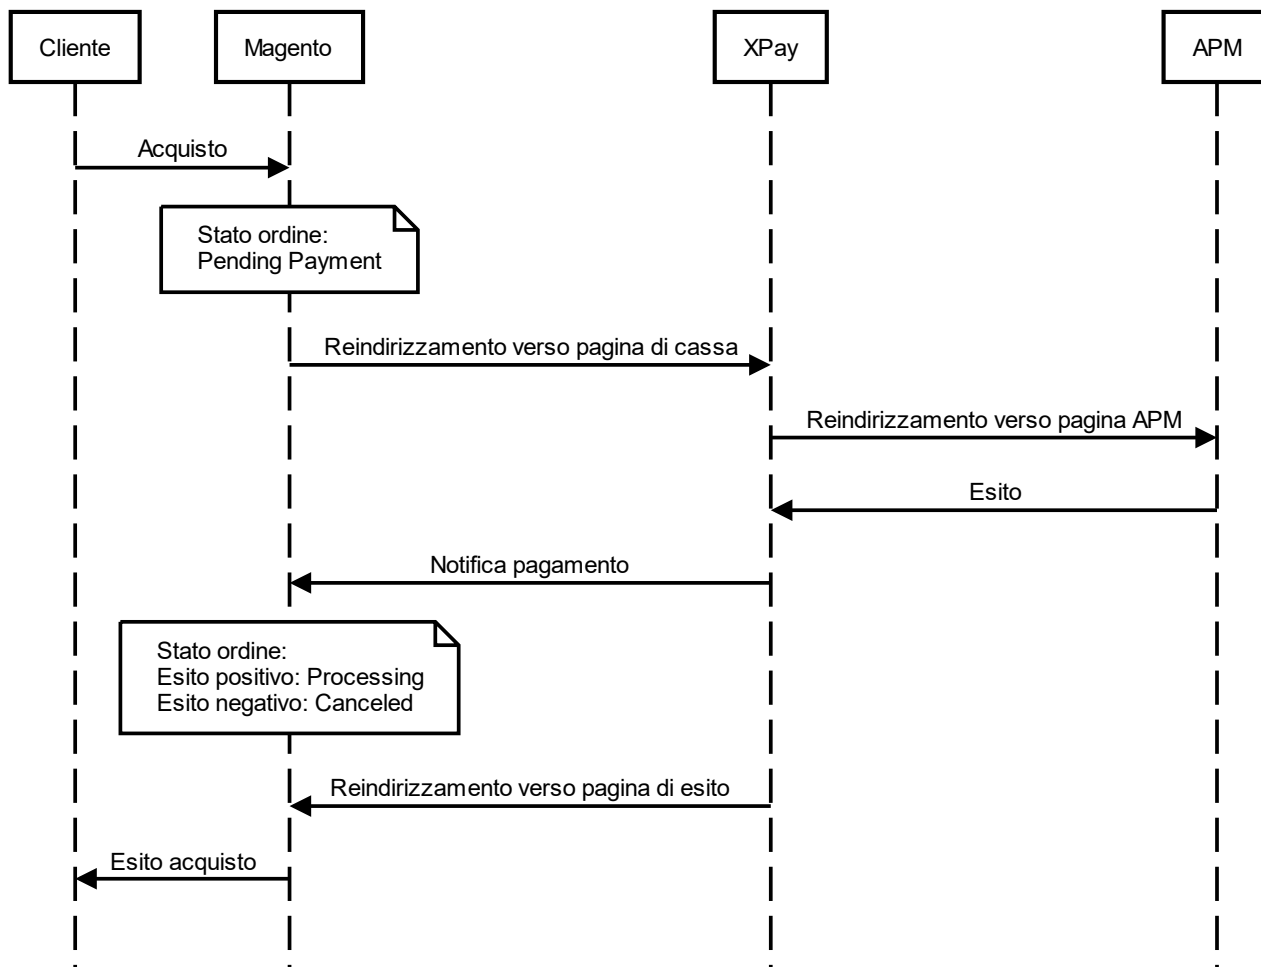 Cliente
Magento
XPay
APM
Acquisto
Stato ordine:
Pending Payment
Reindirizzamento verso pagina di cassa
Reindirizzamento verso pagina APM
Esito
Notifica pagamento
Stato ordine:
Esito positivo: Processing
Esito negativo: Canceled
Reindirizzamento verso pagina di esito
Esito acquisto